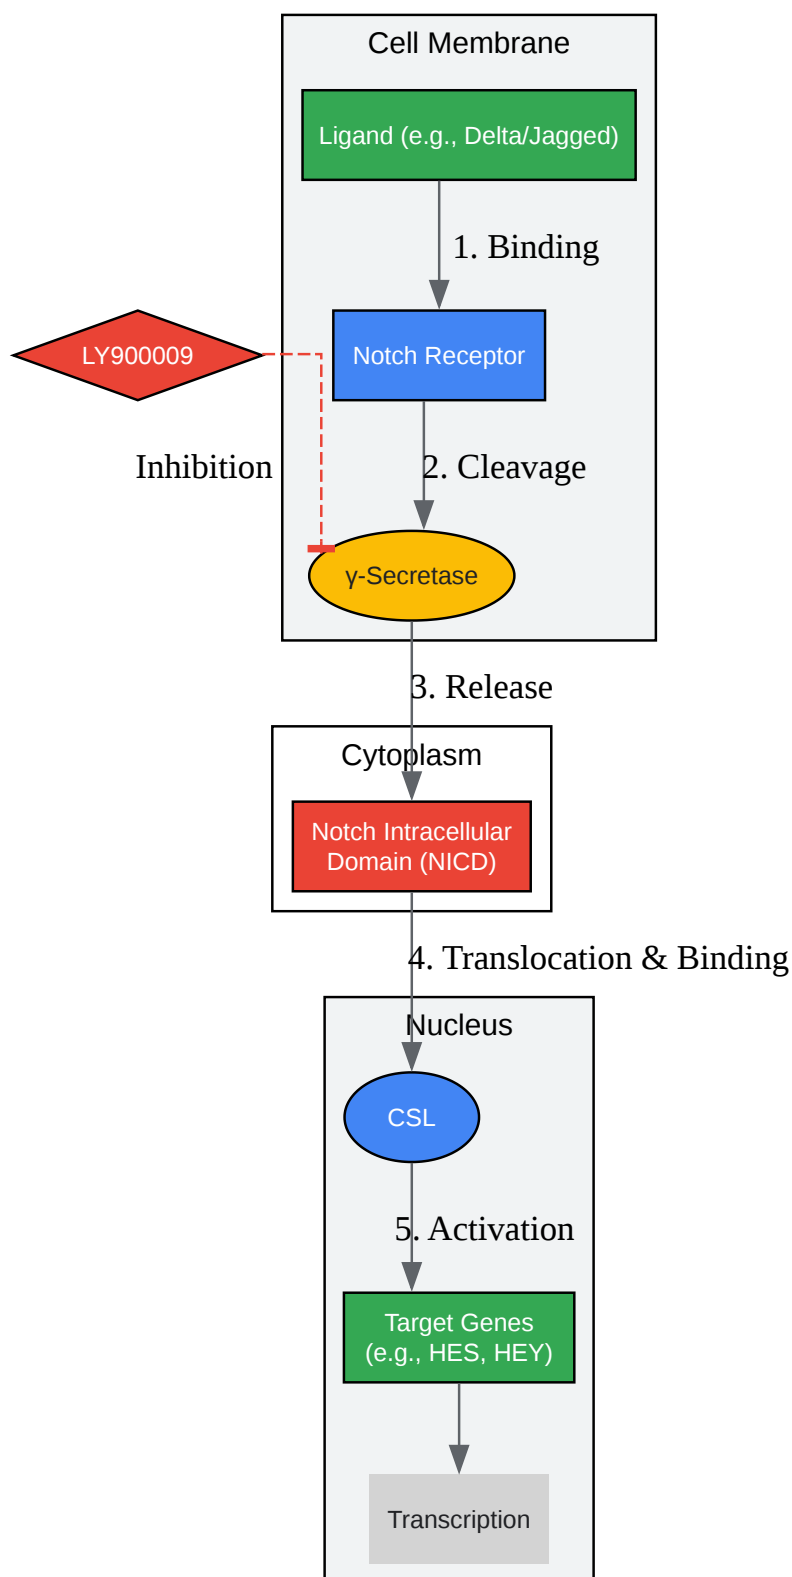 Cell Membrane
Ligand (e.g., Delta/Jagged)
1. Binding
LY900009
Notch Receptor
Inhibition
2. Cleavage
γ-Secretase
3. Release
Cytoplasm
Notch Intracellular
Domain (NICD)
4. Translocation & Binding
Nucleus
CSL
5. Activation
Target Genes
(e.g., HES, HEY)
Transcription